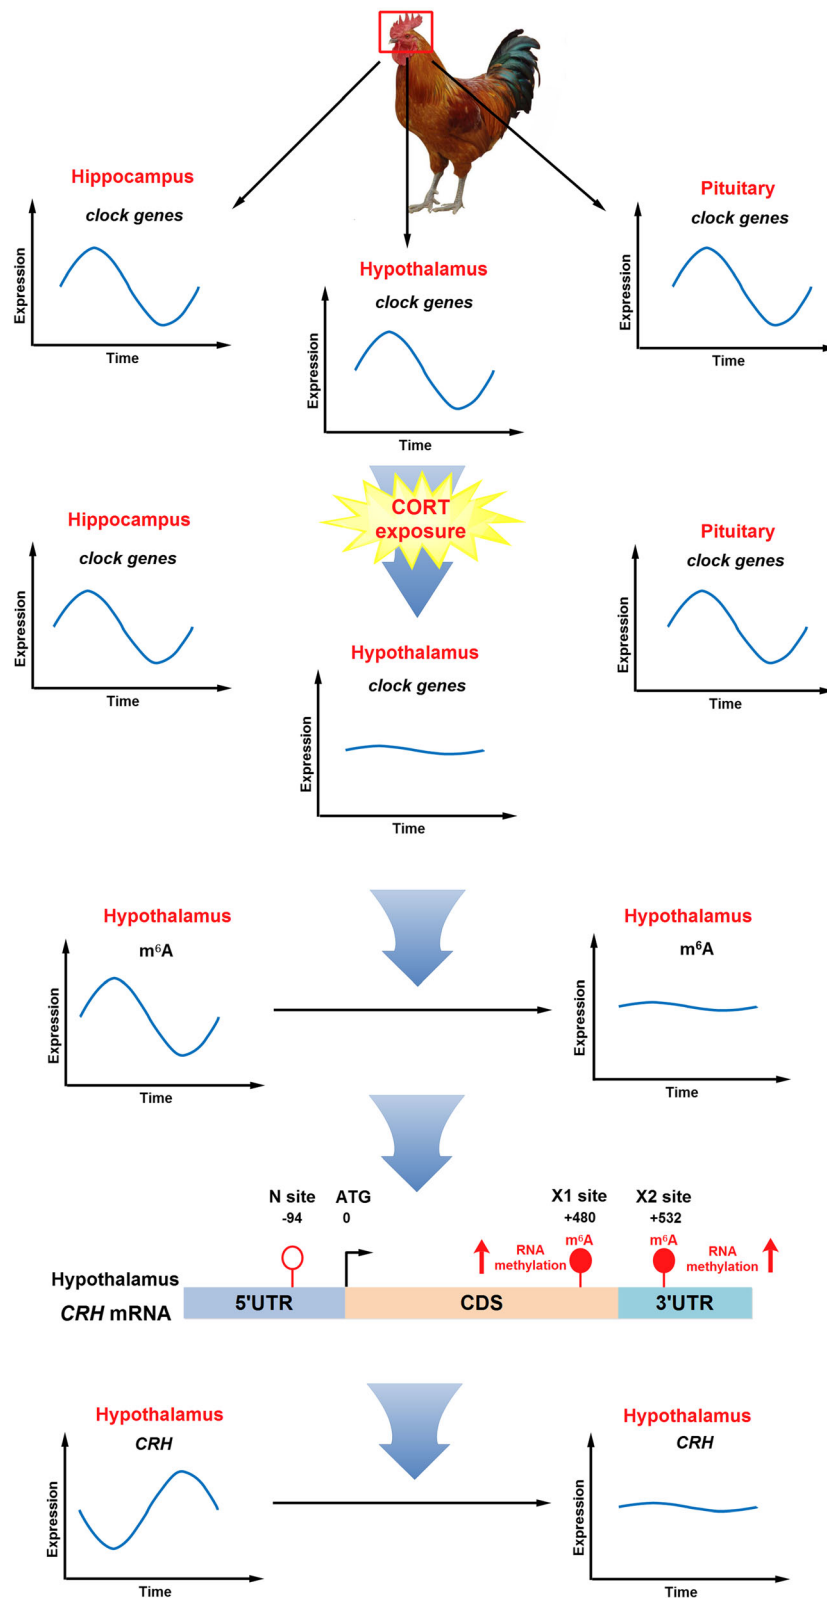 Hippocampus
clock genes
Expression
Time
Hypothalamus
clock genes
Expression
Time
Pituitary
clock genes
Expression
Time
CORT
exposure
Hippocampus
clock genes
Expression
Time
Hypothalamus
clock genes
Expression
Time
Pituitary
clock genes
Expression
Time
Hypothalamus
m⁶A
Expression
Time
Hypothalamus
m⁶A
Expression
Time
N site
-94
ATG
0
X1 site
+480
m⁶A
X2 site
+532
m⁶A
RNA
methylation
RNA
methylation
Hypothalamus
CRH mRNA
5'UTR
CDS
3'UTR
Hypothalamus
CRH
Expression
Time
Hypothalamus
CRH
Expression
Time